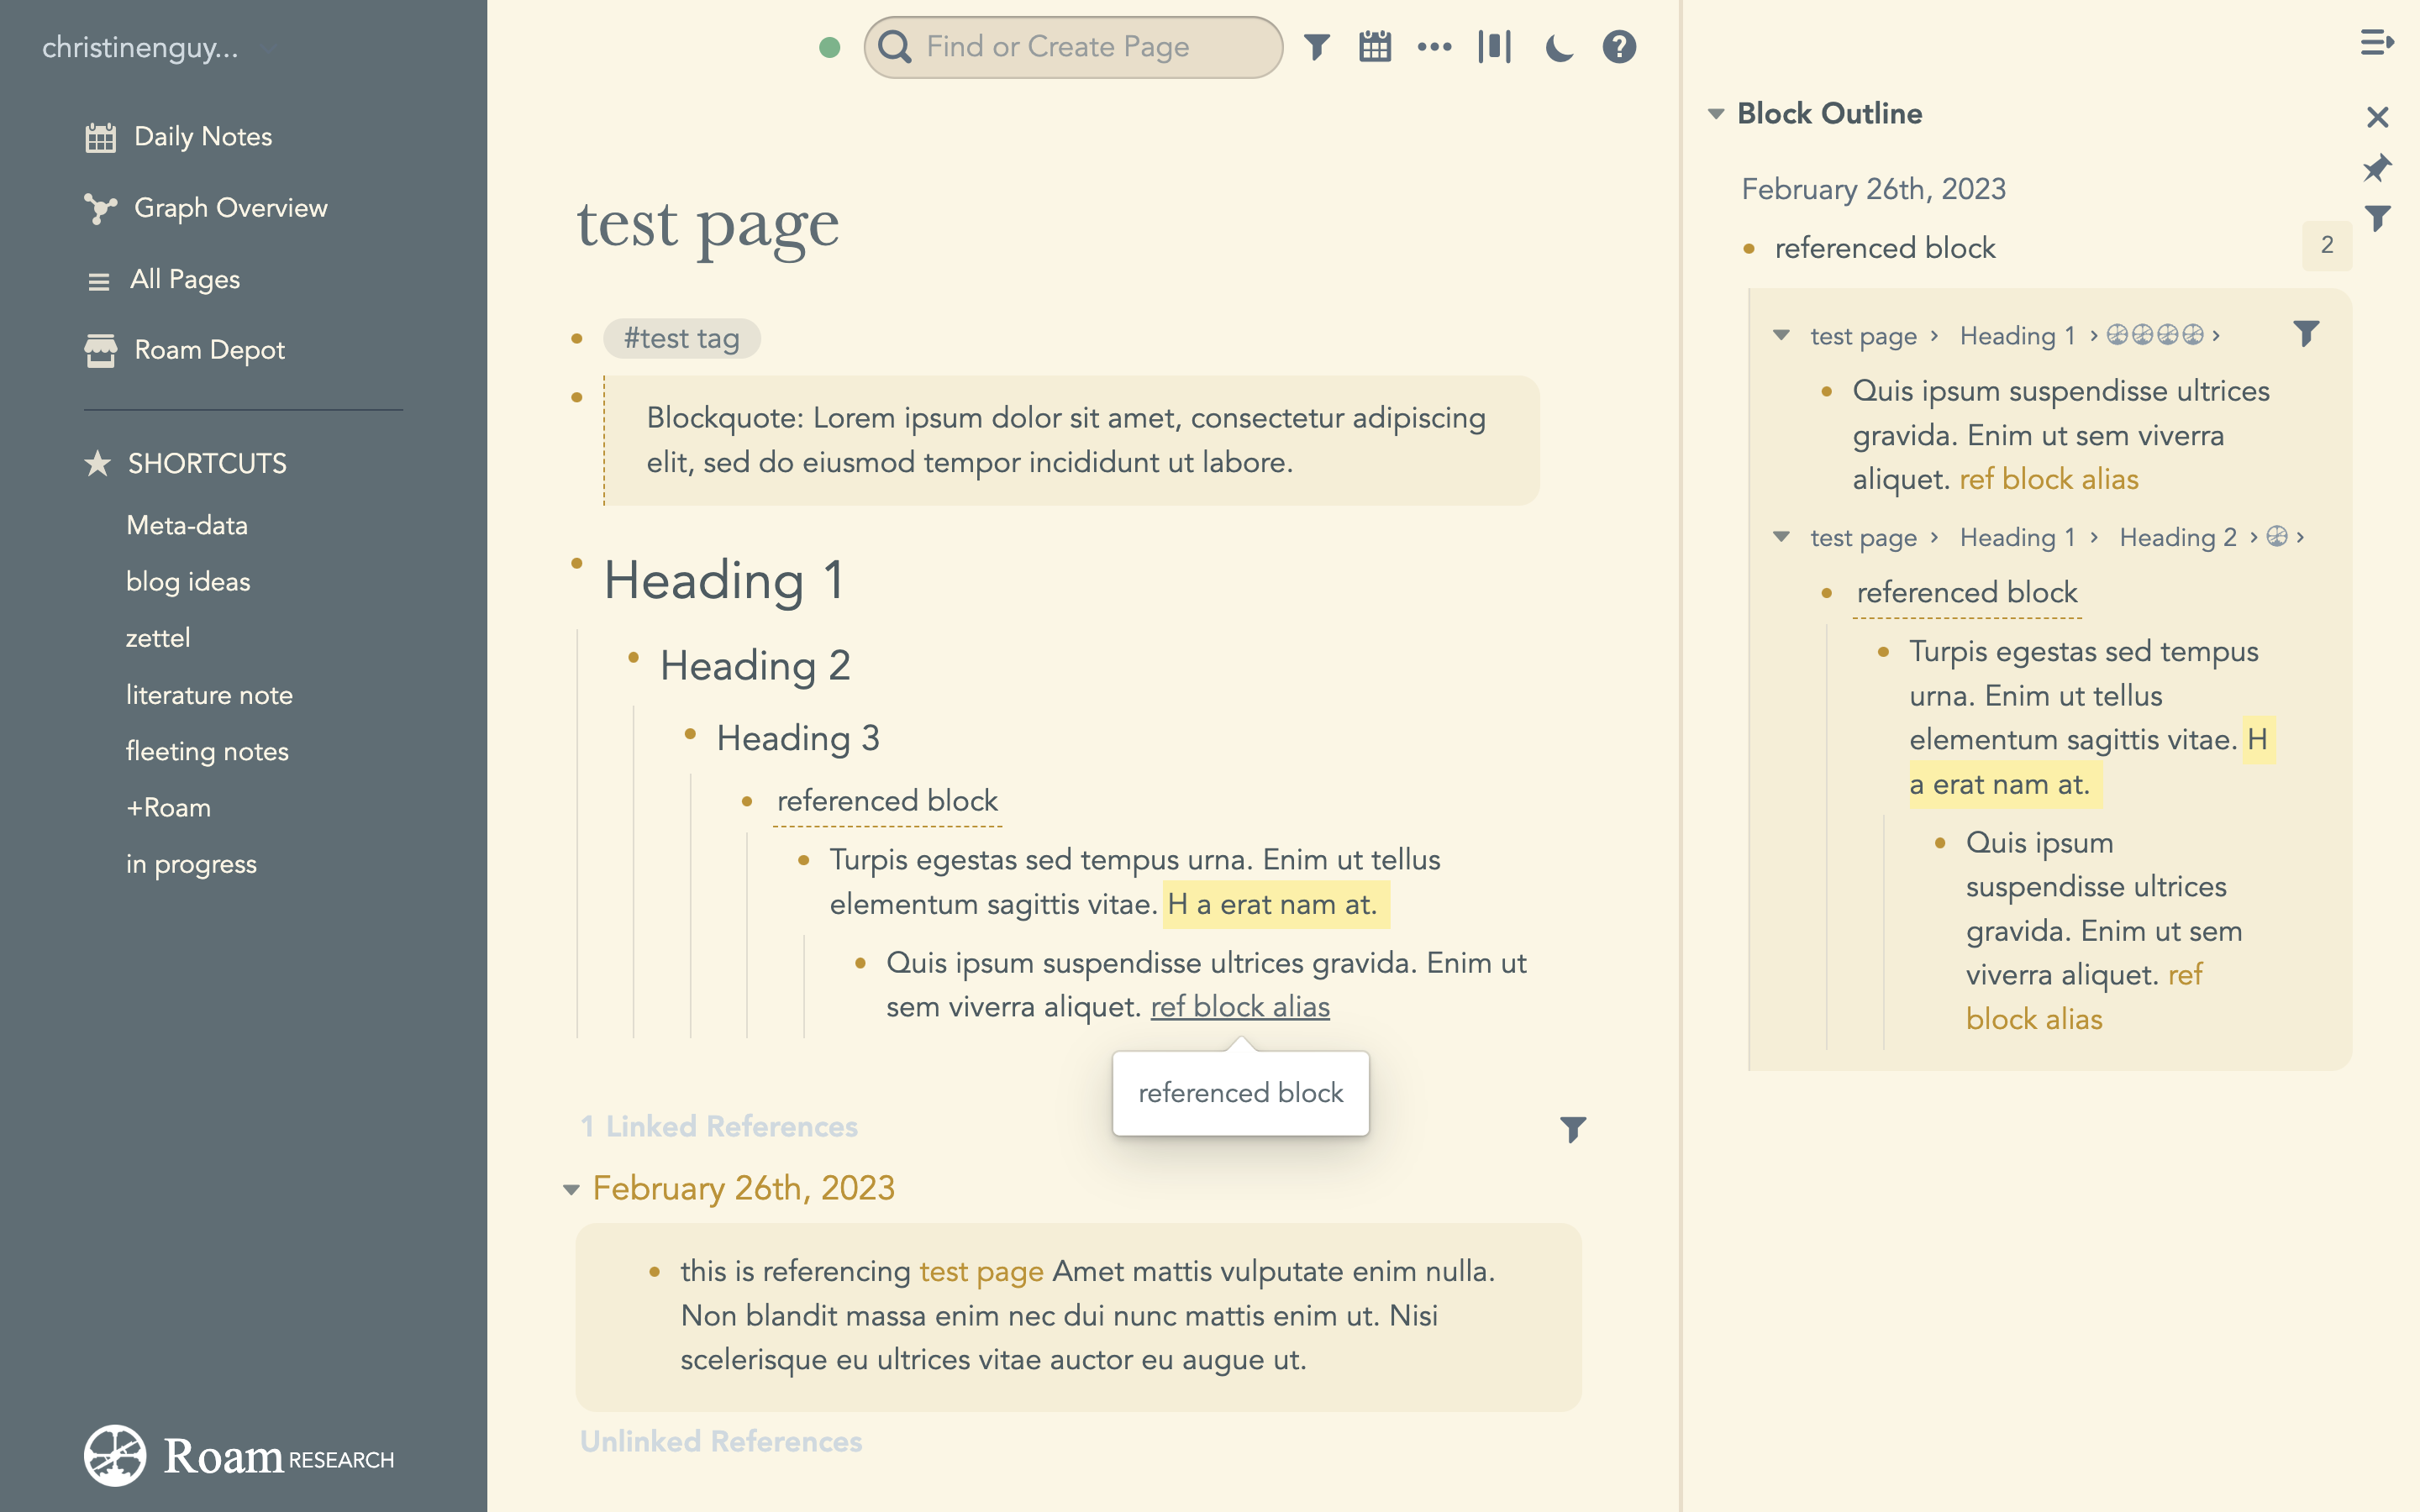 christinenguy...
Daily Notes
Graph Overview
All Pages
Roam Depot
SHORTCUTS
Meta-data
blog ideas
zettel
literature note
fleeting notes
+Roam
in progress
Roam RESEARCH
Find or Create Page
test page
#test tag
Blockquote: Lorem ipsum dolor sit amet, consectetur adipiscing
elit, sed do eiusmod tempor incididunt ut labore.
Heading 1
Heading 2
Heading 3
referenced block
Turpis egestas sed tempus urna. Enim ut tellus
elementum sagittis vitae. H a erat nam at.
Quis ipsum suspendisse ultrices gravida. Enim ut
sem viverra aliquet. ref block alias
referenced block
1 Linked References
February 26th, 2023
this is referencing test page Amet mattis vulputate enim nulla.
Non blandit massa enim nec dui nunc mattis enim ut. Nisi
scelerisque eu ultrices vitae auctor eu augue ut.
Unlinked References
Block Outline
February 26th, 2023
referenced block 2
test page › Heading 1 › ›
Quis ipsum suspendisse ultrices
gravida. Enim ut sem viverra
aliquet. ref block alias
test page › Heading 1 › Heading 2 › ›
referenced block
Turpis egestas sed tempus
urna. Enim ut tellus
elementum sagittis vitae. H
a erat nam at.
Quis ipsum
suspendisse ultrices
gravida. Enim ut sem
viverra aliquet. ref
block alias